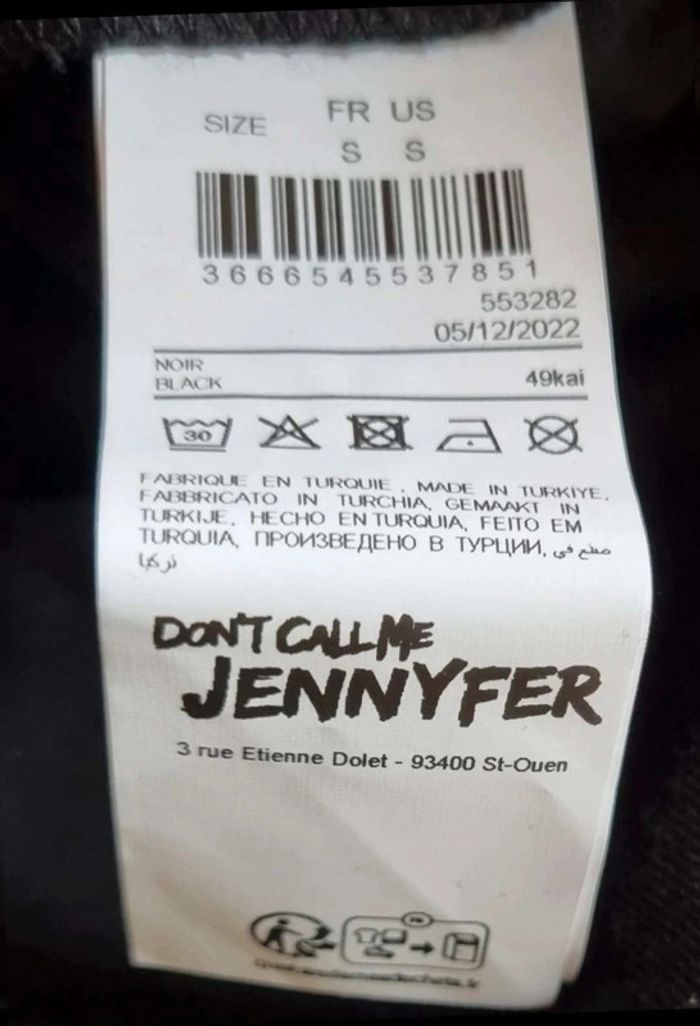 SIZE FR US
S S
3666545537851
553282
05/12/2022
NOIR
BLACK 49kai
30
FABRIQUE EN TURQUIE , MADE IN TURKIYE,
FABBRICATO IN TURCHIA, GEMAAKT IN
TURKIJE, HECHO EN TURQUIA, FEITO EM
TURQUIA, ПРОИЗВЕДЕНО В ТУРЦИИ, صنع في
تركيا
DON'T CALL ME
JENNYFER
3 rue Etienne Dolet - 93400 St-Ouen
FR